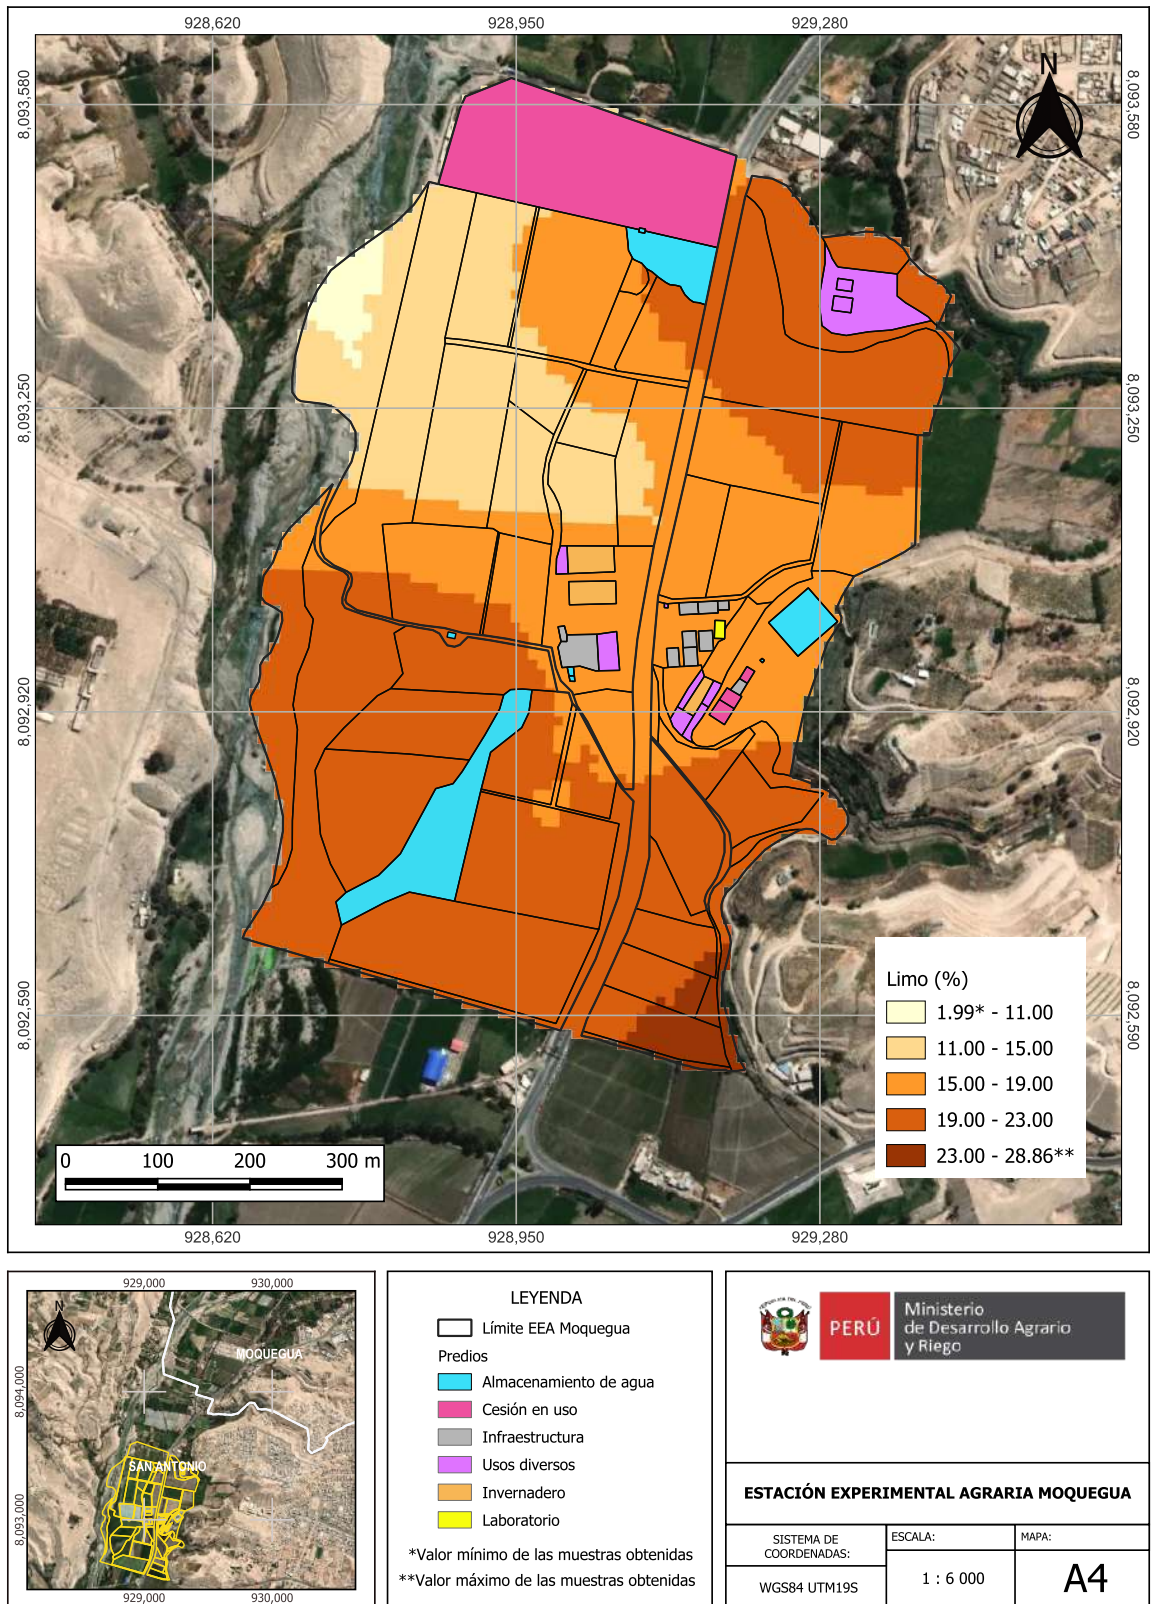 928,620
928,950
929,280
8,093,580
8,093,580
N
8,093,250
8,093,250
8,092,920
8,092,920
8,092,590
8,092,590
Limo (%)
1.99* - 11.00
11.00 - 15.00
15.00 - 19.00
19.00 - 23.00
23.00 - 28.86**
0 100 200 300 m
928,620
928,950
929,280
929,000
930,000
N
MOQUEGUA
8,094,000
SAN ANTONIO
8,093,000
929,000
930,000
LEYENDA
Límite EEA Moquegua
Predios
Almacenamiento de agua
Cesión en uso
Infraestructura
Usos diversos
Invernadero
Laboratorio
*Valor mínimo de las muestras obtenidas
**Valor máximo de las muestras obtenidas
PERÚ
Ministerio
de Desarrollo Agrario
y Riego
ESTACIÓN EXPERIMENTAL AGRARIA MOQUEGUA
SISTEMA DE
COORDENADAS:
WGS84 UTM19S
ESCALA:
1 : 6 000
MAPA:
A4